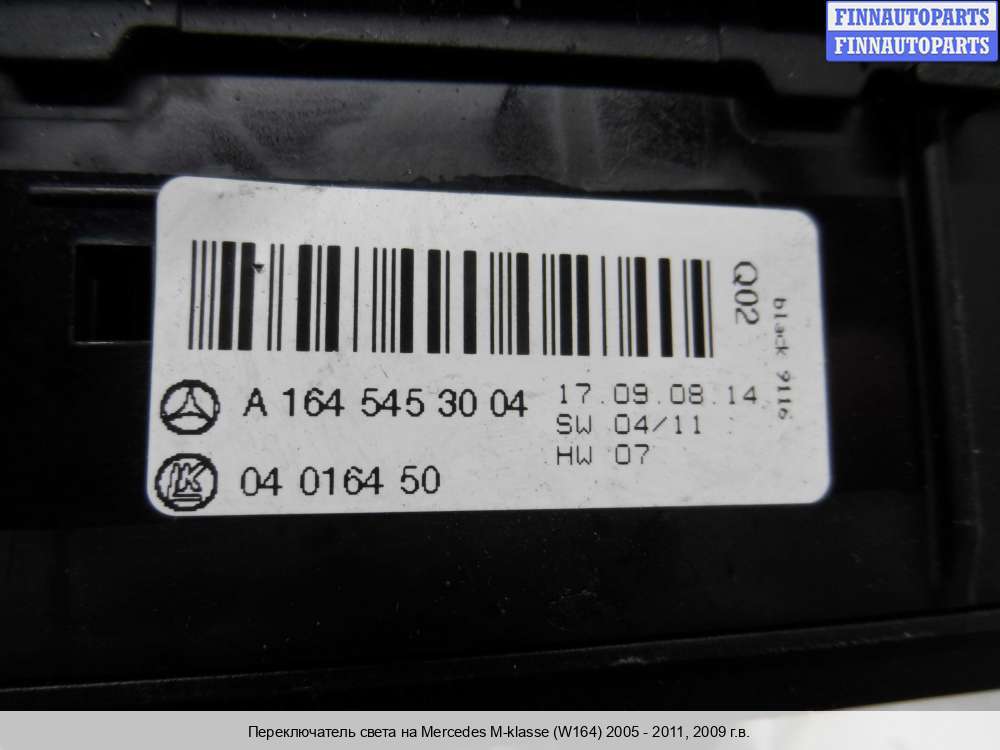 FINNAUTOPARTS
FINNAUTOPARTS
Q02
black 9116
A 164 545 30 04
17.09.08.14
SW 04/11
HW 07
LK
04 0164 50
Переключатель света на Mercedes M-klasse (W164) 2005 - 2011, 2009 г.в.